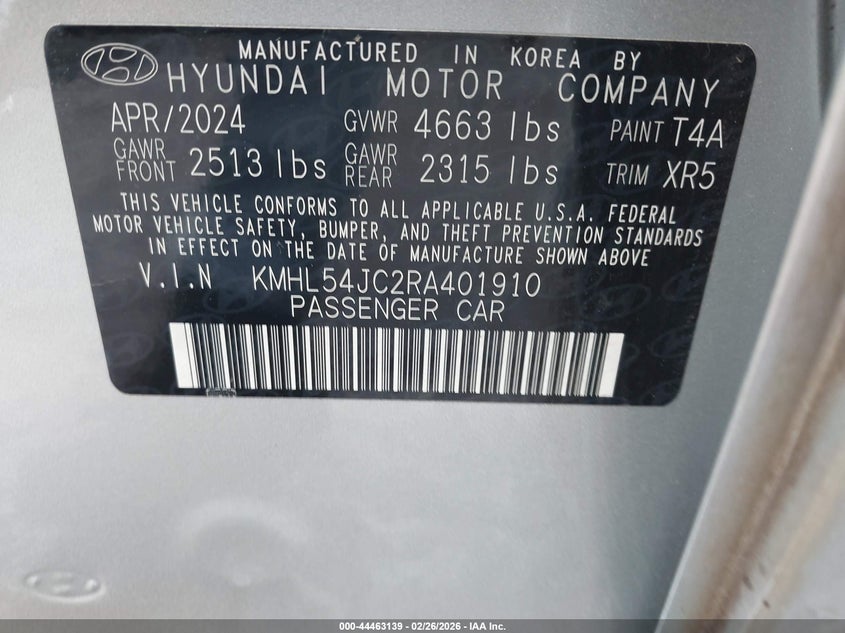 MANUFACTURED IN KOREA BY
HYUNDAI MOTOR COMPANY
APR/2024 GVWR 4663 lbs PAINT T4A
GAWR FRONT 2513 lbs GAWR REAR 2315 lbs TRIM XR5
THIS VEHICLE CONFORMS TO ALL APPLICABLE U.S.A. FEDERAL
MOTOR VEHICLE SAFETY, BUMPER, AND THEFT PREVENTION STANDARDS
IN EFFECT ON THE DATE OF MANUFACTURE SHOWN ABOVE
V.I.N KMHL54JC2RA401910
PASSENGER CAR
000-44463139 - 02/26/2026 - IAA Inc.